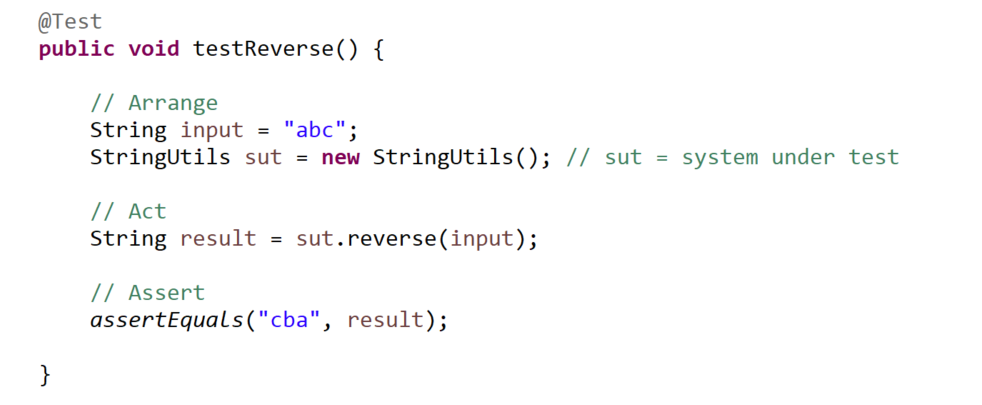 @Test
public void testReverse() {
// Arrange
String input = "abc";
StringUtils sut = new StringUtils(); // sut = system under test
// Act
String result = sut.reverse(input);
// Assert
assertEquals("cba", result);
}